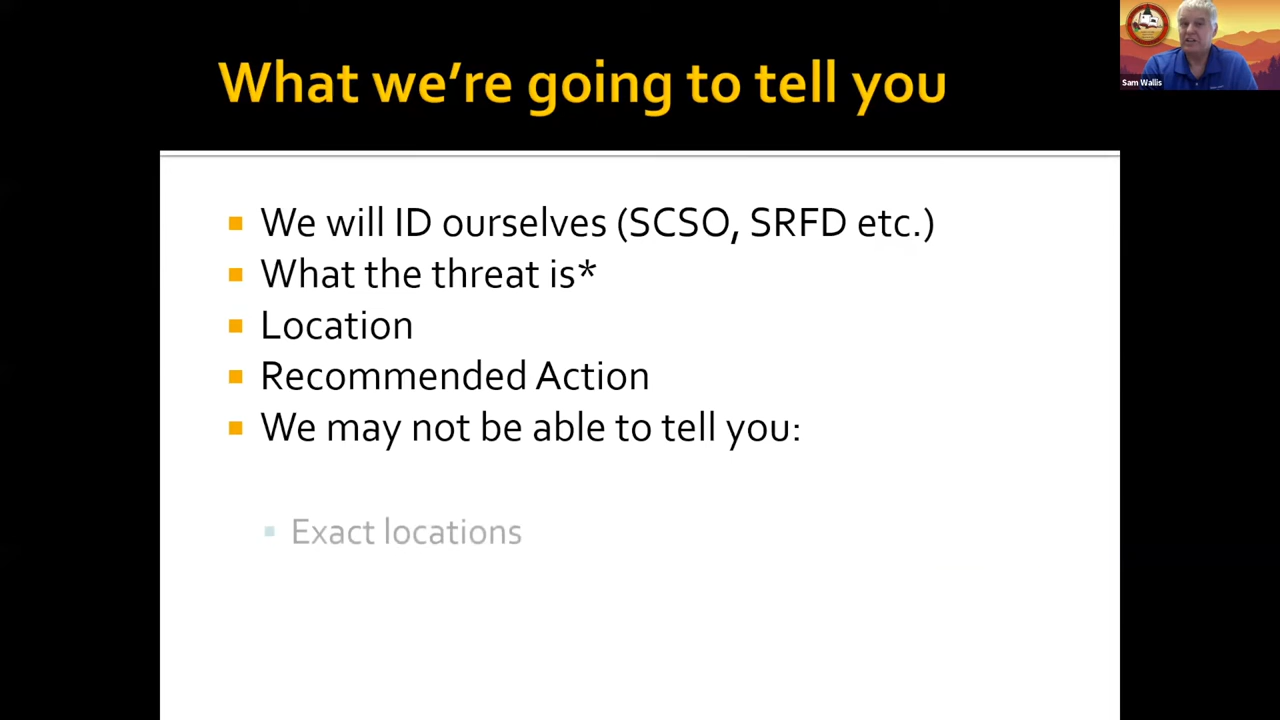 What we're going to tell you
Sam Wallis
We will ID ourselves (SCSO, SRFD etc.)
What the threat is*
Location
Recommended Action
We may not be able to tell you:
Exact locations